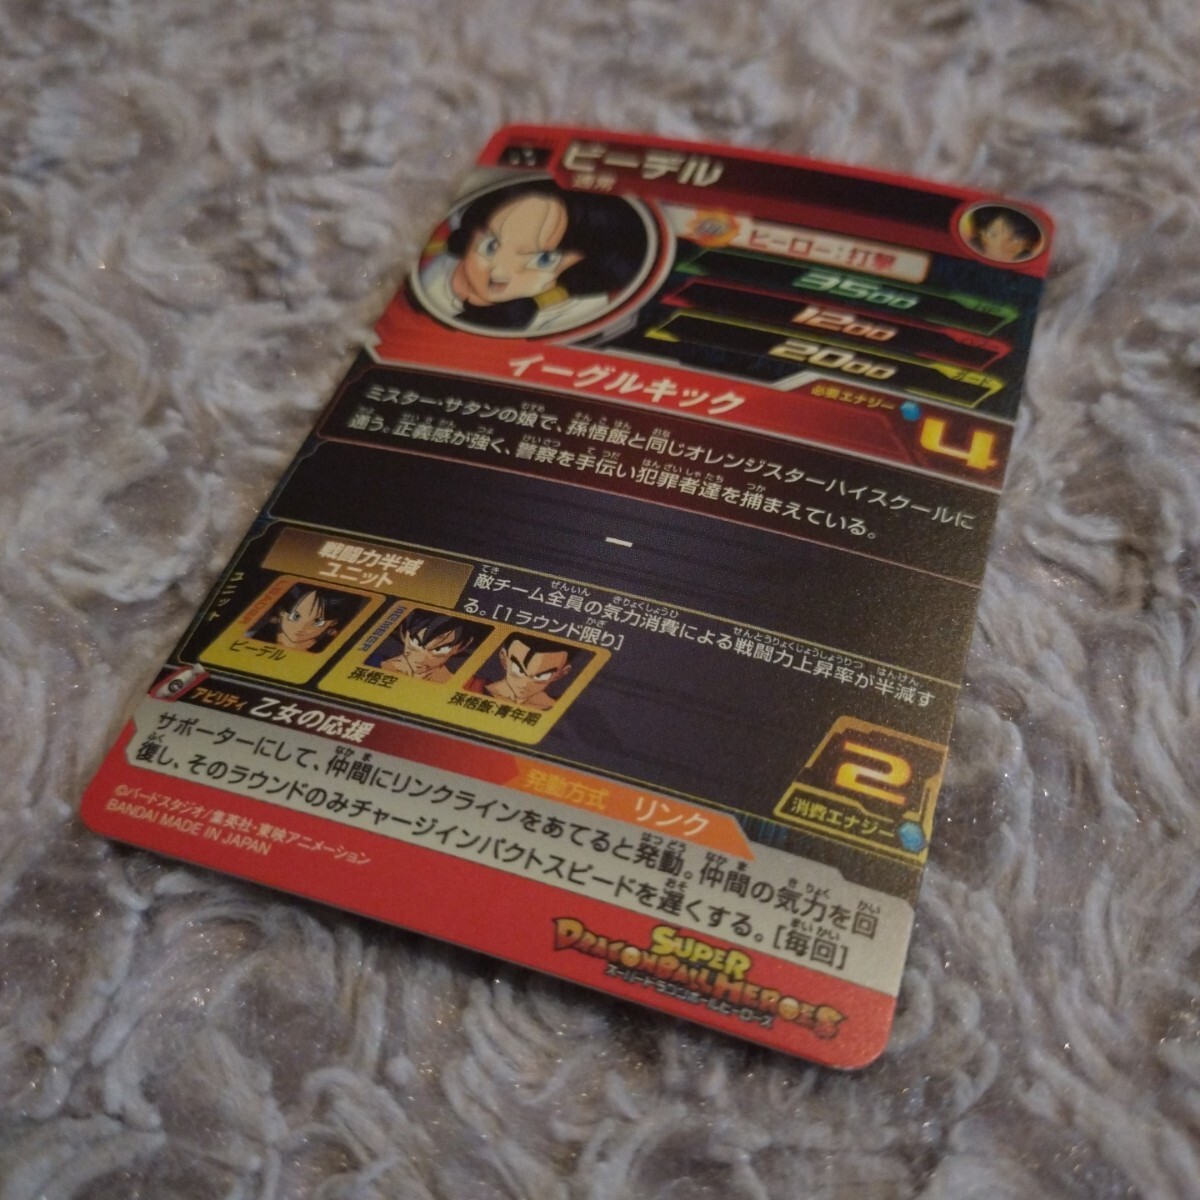 ビーデル
通常
ヒーロー:打撃
3500
1200
2000
イーグルキック
必要エナジー
4
ミスター・サタンの娘で、孫悟飯と同じオレンジスターハイスクールに
通う。正義感が強く、警察を手伝い犯罪者達を捕まえている。
ー
ユニット
戦闘力半減
ユニット
敵チーム全員の気力消費による戦闘力上昇率が半減す
る。[1ラウンド限り]
ビーデル
孫悟空
孫悟飯:青年期
2
消費エナジー
アビリティ
乙女の応援
発動方式 リンク
サポーターにして、仲間にリンクラインをあてると発動。仲間の気力を回
復し、そのラウンドのみチャージインパクトスピードを遅くする。[毎回]
©バードスタジオ/集英社・東映アニメーション
BANDAI MADE IN JAPAN
SUPER
DRAGONBALL HEROES
スーパードラゴンボールヒーローズ